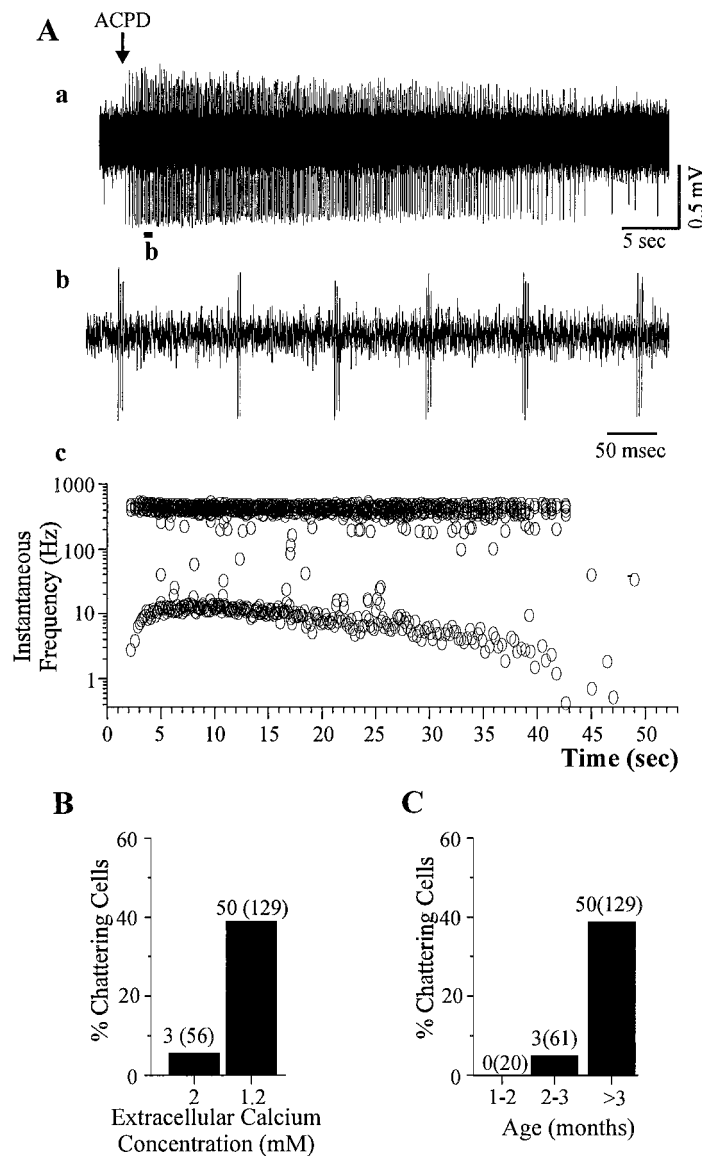 A
ACPD
a
0.5 mV
5 sec
b
b
50 msec
c
1000
100
10
1
Instantaneous
Frequency (Hz)
0 5 10 15 20 25 30 35 40 45 50
Time (sec)
B
60
40
20
0
% Chattering Cells
50 (129)
3 (56)
2 1.2
Extracellular Calcium
Concentration (mM)
C
60
40
20
0
% Chattering Cells
50(129)
3(61)
0(20)
1-2 2-3 >3
Age (months)